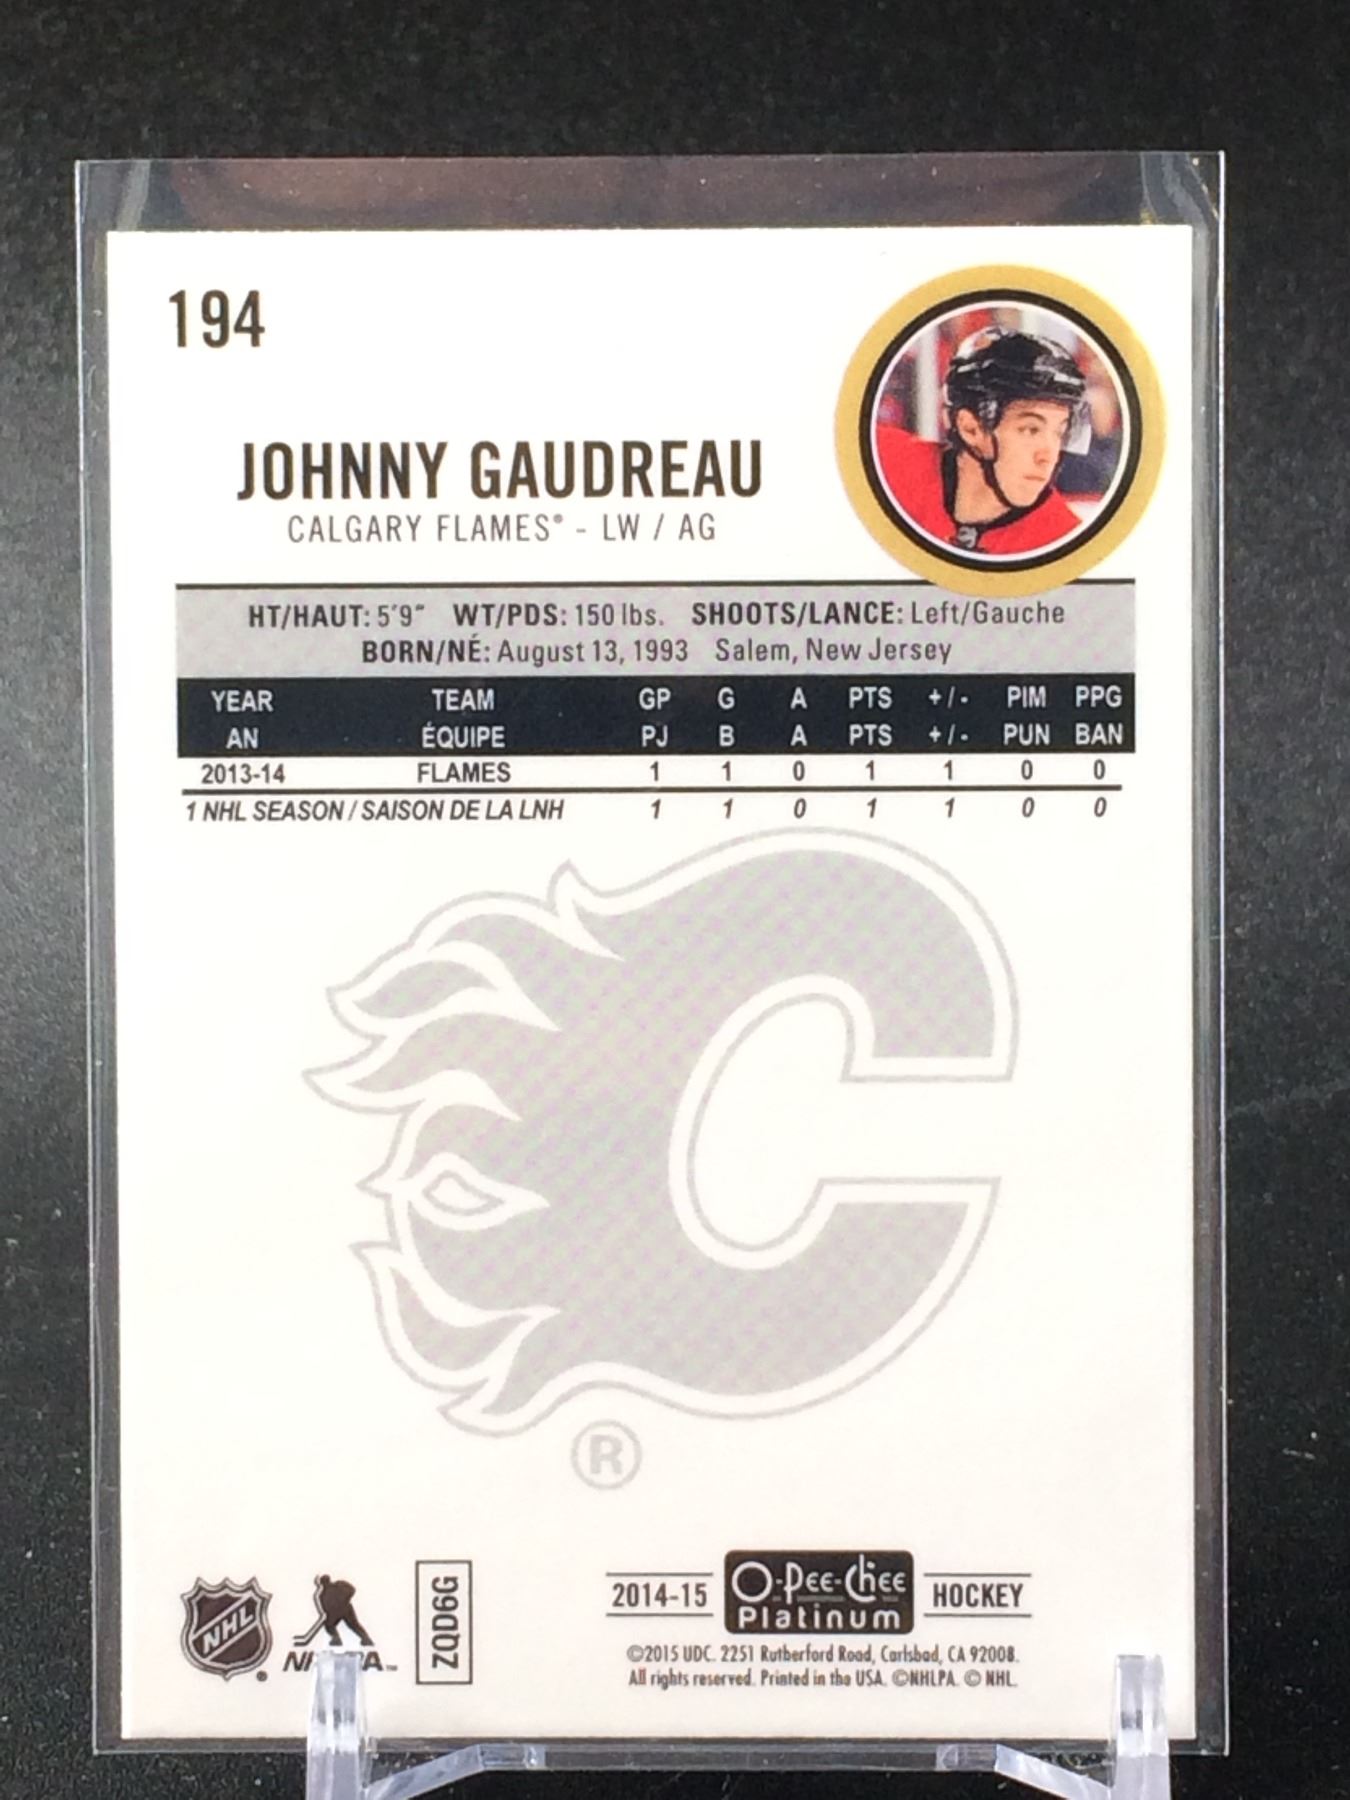 194
JOHNNY GAUDREAU
CALGARY FLAMES® - LW / AG
HT/HAUT: 5'9" WT/PDS: 150 lbs. SHOOTS/LANCE: Left/Gauche
BORN/NÉ: August 13, 1993 Salem, New Jersey
YEAR TEAM GP G A PTS +/- PIM PPG
AN ÉQUIPE PJ B A PTS +/- PUN BAN
2013-14 FLAMES 1 1 0 1 1 0 0
1 NHL SEASON / SAISON DE LA LNH 1 1 0 1 1 0 0
C
®
NHL
®
NHLPA™
ZQD6G
2014-15 O-Pee-Chee Platinum HOCKEY
©2015 UDC. 2251 Rutherford Road, Carlsbad, CA 92008.
All rights reserved. Printed in the USA. ©NHLPA. © NHL.